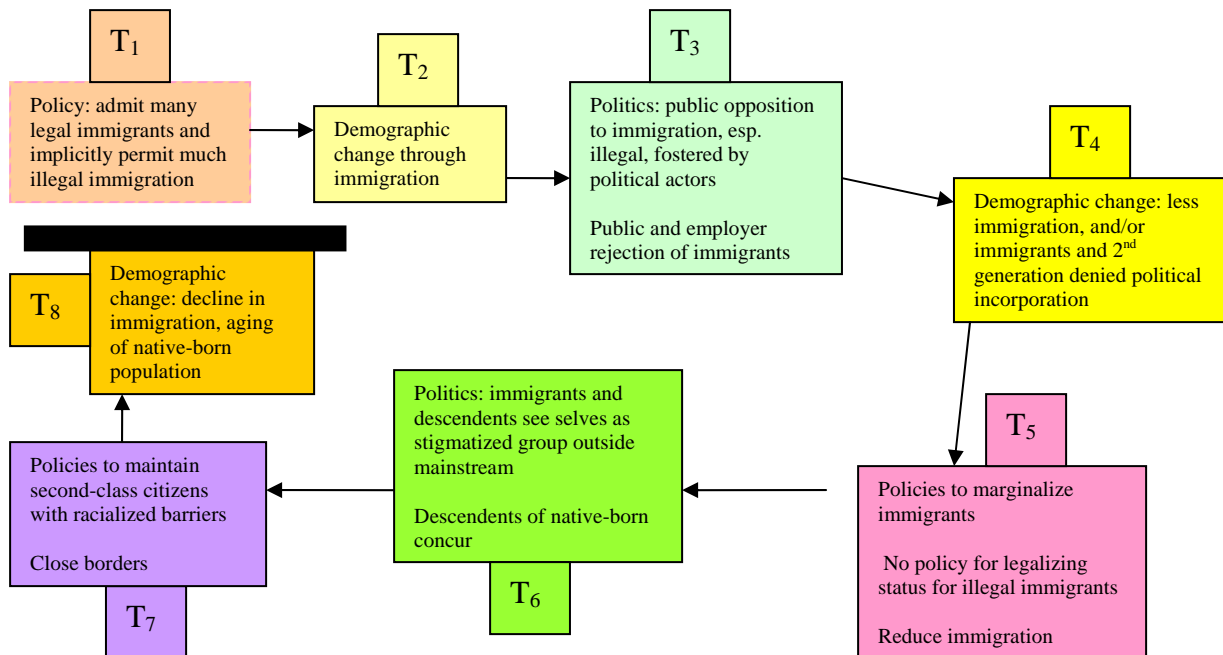 T1
Policy: admit many
legal immigrants and
implicitly permit much
illegal immigration
T2
Demographic
change through
immigration
T3
Politics: public opposition
to immigration, esp.
illegal, fostered by
political actors
Public and employer
rejection of immigrants
T4
Demographic change: less
immigration, and/or
immigrants and 2nd
generation denied political
incorporation
T5
Policies to marginalize
immigrants
No policy for legalizing
status for illegal immigrants
Reduce immigration
Politics: immigrants and
descendents see selves as
stigmatized group outside
mainstream
Descendents of native-born
concur
T6
Policies to maintain
second-class citizens
with racialized barriers
Close borders
T7
T8
Demographic
change: decline in
immigration, aging
of native-born
population